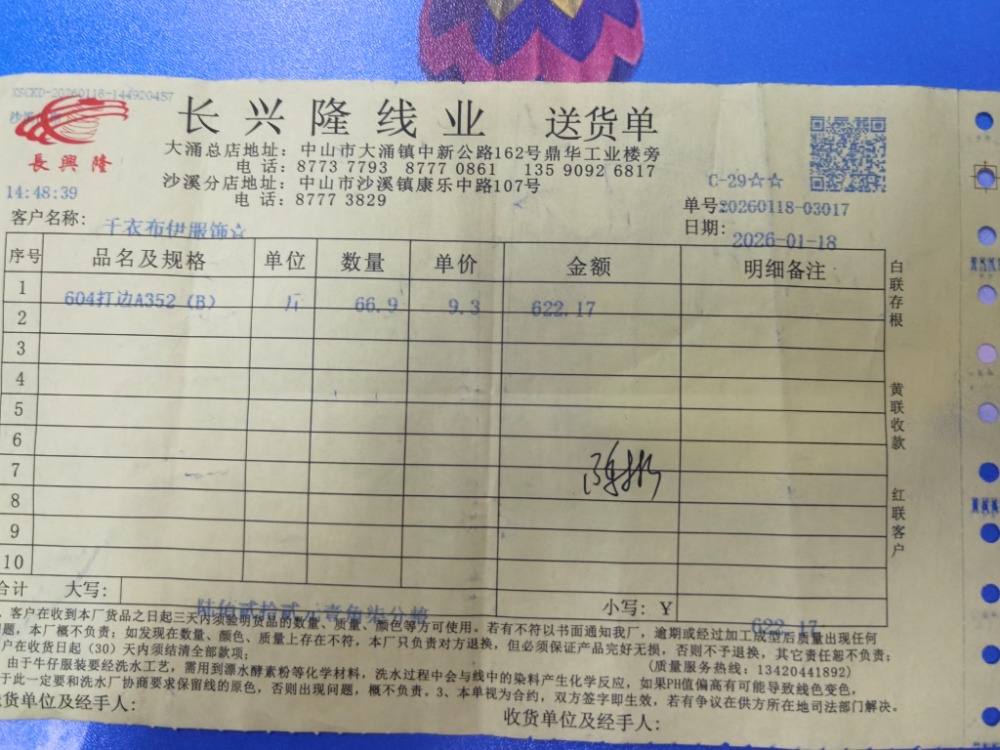 XSCKD-20260118-144920457
長興隆
长兴隆线业 送货单
大涌总店地址：中山市大涌镇中新公路162号鼎华工业楼旁
电 话：8773 7793 8777 0861 135 9092 6817
沙溪分店地址：中山市沙溪镇康乐中路107号
电 话：8777 3829
C-29☆☆
14:48:39
单号:20260118-03017
客户名称: 千衣布伊服饰☆
日期: 2026-01-18
序号 品名及规格 单位 数量 单价 金额 明细备注
1 604打边A352（B） 斤 66.9 9.3 622.17
2
3
4
5
6
7
8
9
10
合计 大写: 陆佰贰拾贰元壹角柒分整 小写: Y 622.17
客户在收到本厂货品之日起三天内须验明货品的数量、质量、颜色等方可使用。若有不符以书面通知我厂，逾期或经过加工成型后质量出现任何
题，本厂概不负责；如发现在数量、颜色、质量上存在不符，本厂只负责对方退换，但必须保证产品完好无损，否则不予退换，其它责任恕不负责；
户在收货日起（30）天内须结清全部款项；
(质量服务热线：13420441892)
由于牛仔服装要经洗水工艺，需用到漂水酵素粉等化学材料，洗水过程中会与线中的染料产生化学反应，如果PH值偏高有可能导致线变色，
于此一定要和洗水厂协商要求保留线的原色，否则出现问题，概不负责。3、本单视为合约，双方签字即生效，若有争议在供方所在地司法部门解决。
货单位及经手人：
收货单位及经手人：
白联存根
黄联收款
红联客户